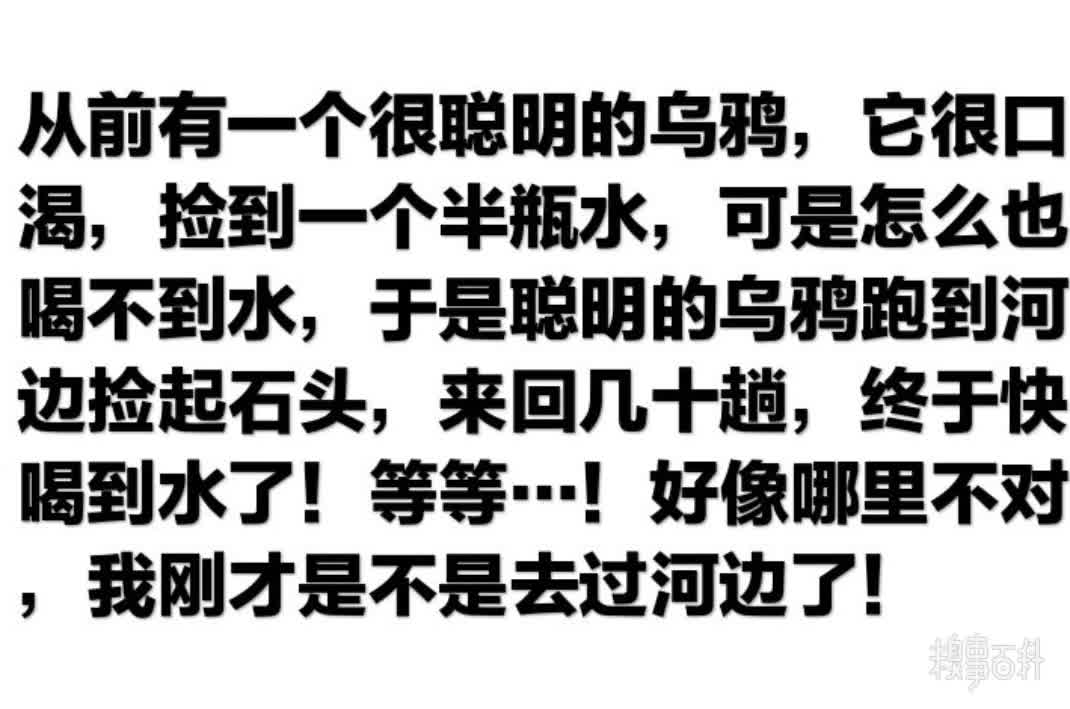 从前有一个很聪明的乌鸦，它很口
渴，捡到一个半瓶水，可是怎么也
喝不到水，于是聪明的乌鸦跑到河
边捡起石头，来回几十趟，终于快
喝到水了！等等…！好像哪里不对
，我刚才是不是去过河边了！
糗事百科